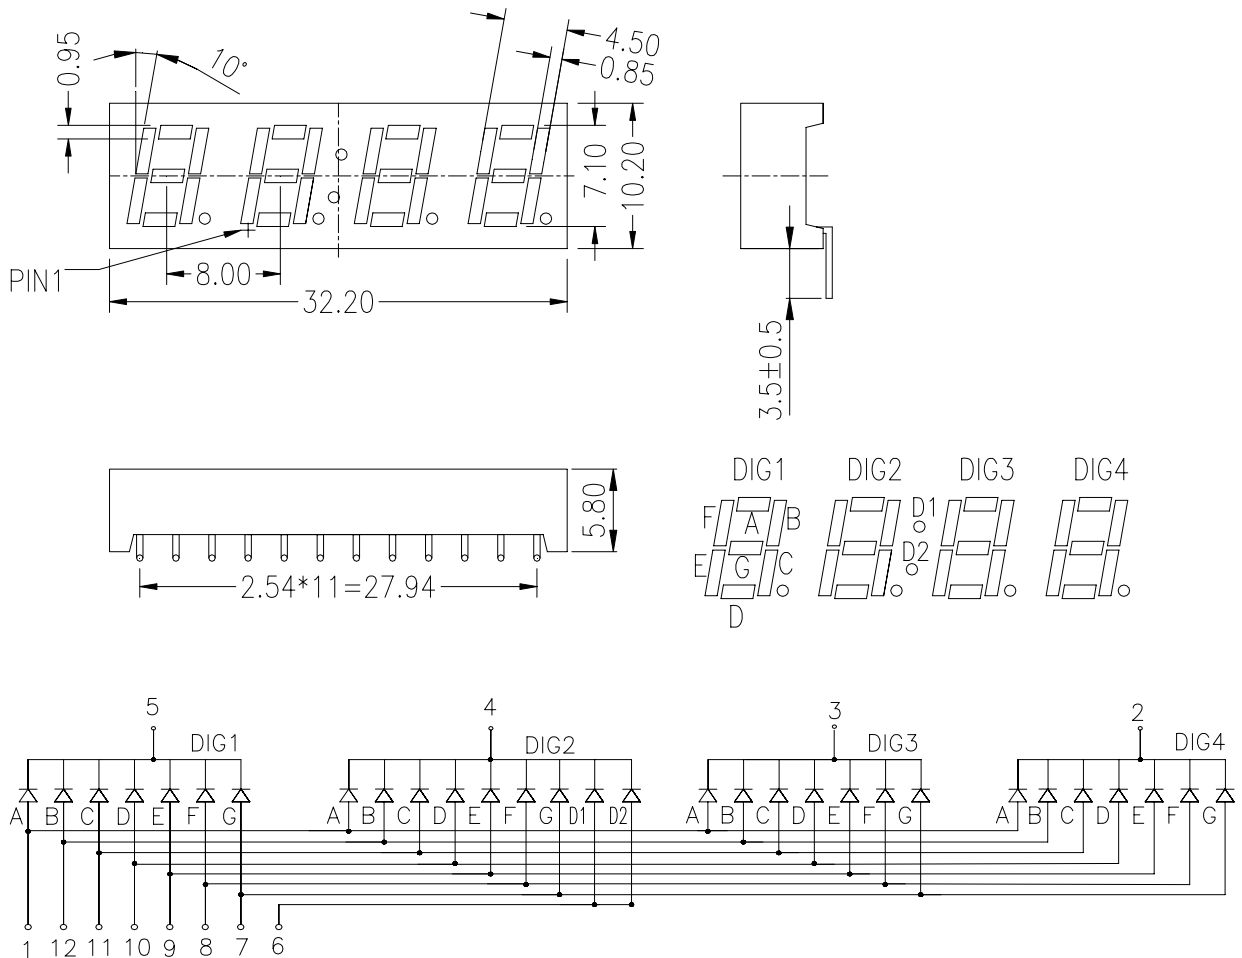 0.95
10°
4.50
0.85
7.10
10.20
PIN1
8.00
32.20
3.5±0.5
5.80
2.54*11=27.94
DIG1 DIG2 DIG3 DIG4
F A B
D1
E G C
D2
D
5 4 3 2
DIG1 DIG2 DIG3 DIG4
A B C D E F G A B C D E F G D1 D2 A B C D E F G A B C D E F G
1 12 11 10 9 8 7 6